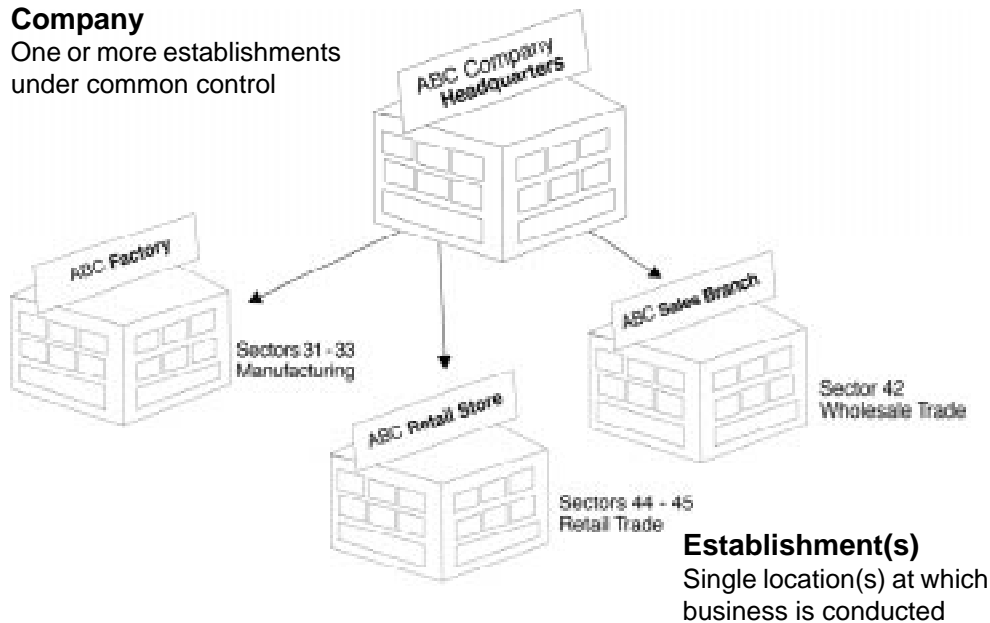 Company
One or more establishments
under common control
ABC Company
Headquarters
ABC Factory
Sectors 31 - 33
Manufacturing
ABC Sales Branch
Sector 42
Wholesale Trade
ABC Retail Store
Sectors 44 - 45
Retail Trade
Establishment(s)
Single location(s) at which
business is conducted